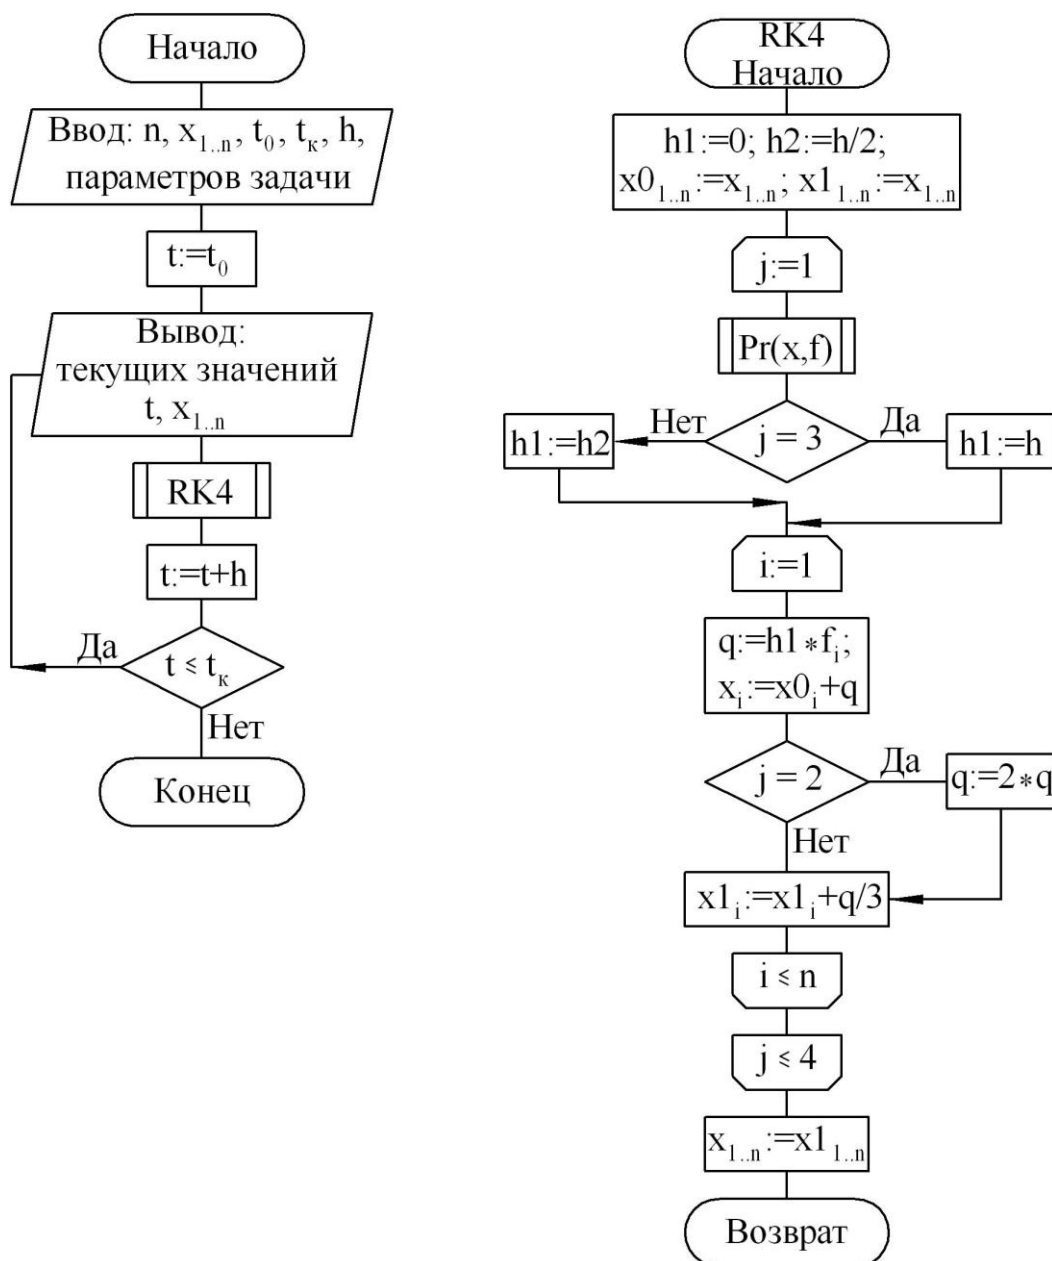 Начало
Ввод: n, x₁..ₙ, t₀, tₖ, h,
параметров задачи
t:=t₀
Вывод:
текущих значений
t, x₁..ₙ
RK4
t:=t+h
Да
t ≤ tₖ
Нет
Конец
RK4
Начало
h1:=0; h2:=h/2;
x0₁..ₙ:=x₁..ₙ; x1₁..ₙ:=x₁..ₙ
j:=1
Pr(x,f)
Нет
j = 3
Да
h1:=h2
h1:=h
i:=1
q:=h1*fᵢ;
xᵢ:=x0ᵢ+q
j = 2
Да
q:=2*q
Нет
x1ᵢ:=x1ᵢ+q/3
i ≤ n
j ≤ 4
x₁..ₙ:=x1₁..ₙ
Возврат